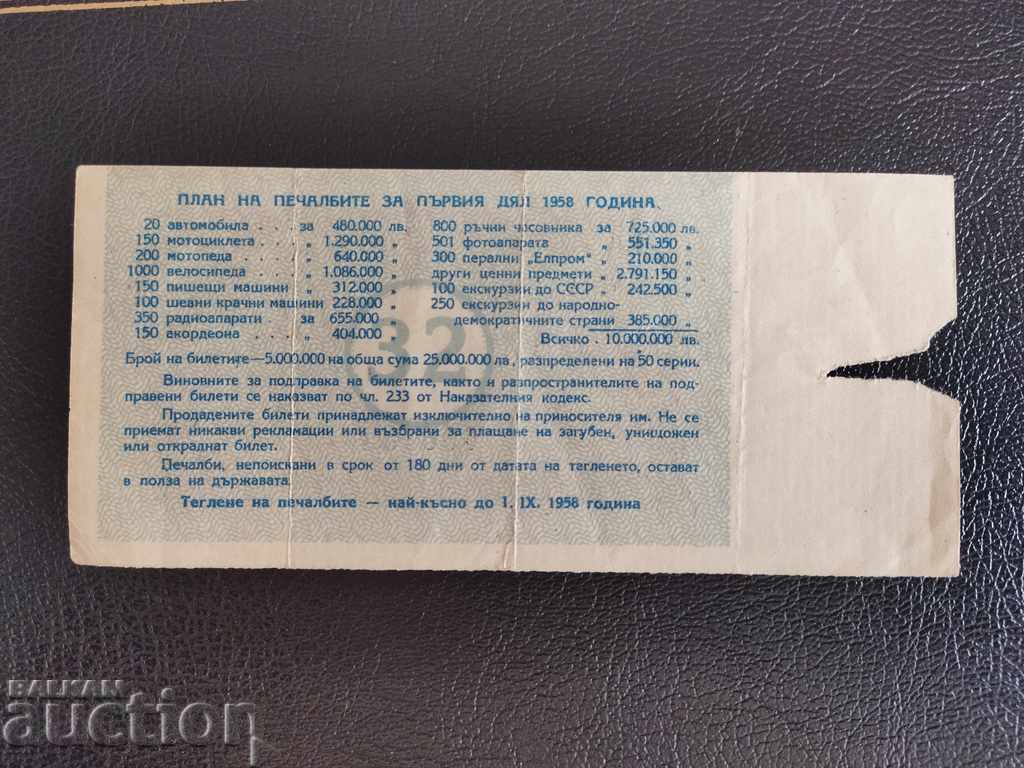 ПЛАН НА ПЕЧАЛБИТЕ ЗА ПЪРВИЯ ДЯЛ 1958 ГОДИНА
20 автомобила . . . за 480.000 лв.
150 мотоциклета . . . „ 1.290.000 „
200 мотопеда . . . . „ 640.000 „
1000 велосипеда . . . „ 1.086.000 „
150 пишещи машини „ 312.000 „
100 шевни крачни машини 228.000 „
350 радиоапарати . за 655.000 „
150 акордеона . . . „ 404.000 „
800 ръчни часовника за 725.000 лв.
501 фотоапарата „ 551.350 „
300 перални „Елпром“ „ 210.000 „
други ценни предмети „ 2.791.150 „
100 екскурзии до СССР „ 242.500 „
250 екскурзии до народно-
демократичните страни 385.000 „
Всичко . 10.000.000 лв.
32
Брой на билетите—5.000.000 на обща сума 25.000.000 лв., разпределени на 50 серии.
Виновните за подправка на билетите, както и разпространителите на под-
правени билети се наказват по чл. 233 от Наказателния кодекс.
Продадените билети принадлежат изключително на приносителя им. Не се
приемат никакви рекламации или възбрани за плащане на загубен, унищожен
или откраднат билет.
Печалби, непоискани в срок от 180 дни от датата на тегленето, остават
в полза на държавата.
Теглене на печалбите — най-късно до 1. IX. 1958 година
BALKAN
auction